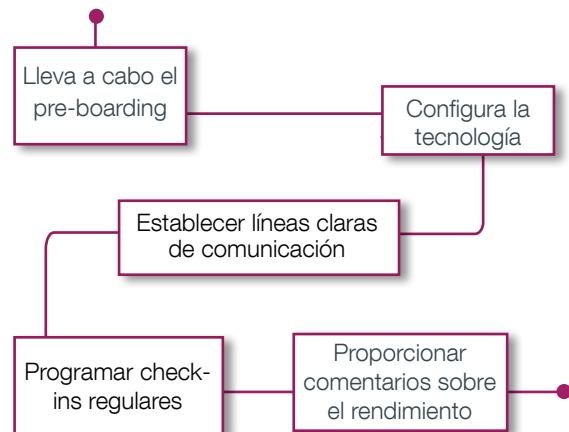 Lleva a cabo el
pre-boarding
Configura la
tecnología
Establecer líneas claras
de comunicación
Programar check-
ins regulares
Proporcionar
comentarios sobre
el rendimiento